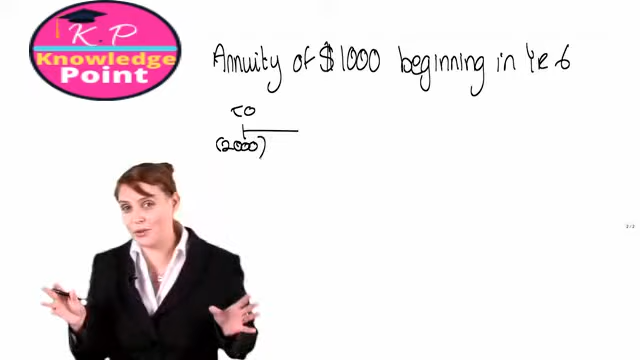 K.P
Knowledge
Point
Annuity of $1000 beginning in Yr 6
T0
(2000)